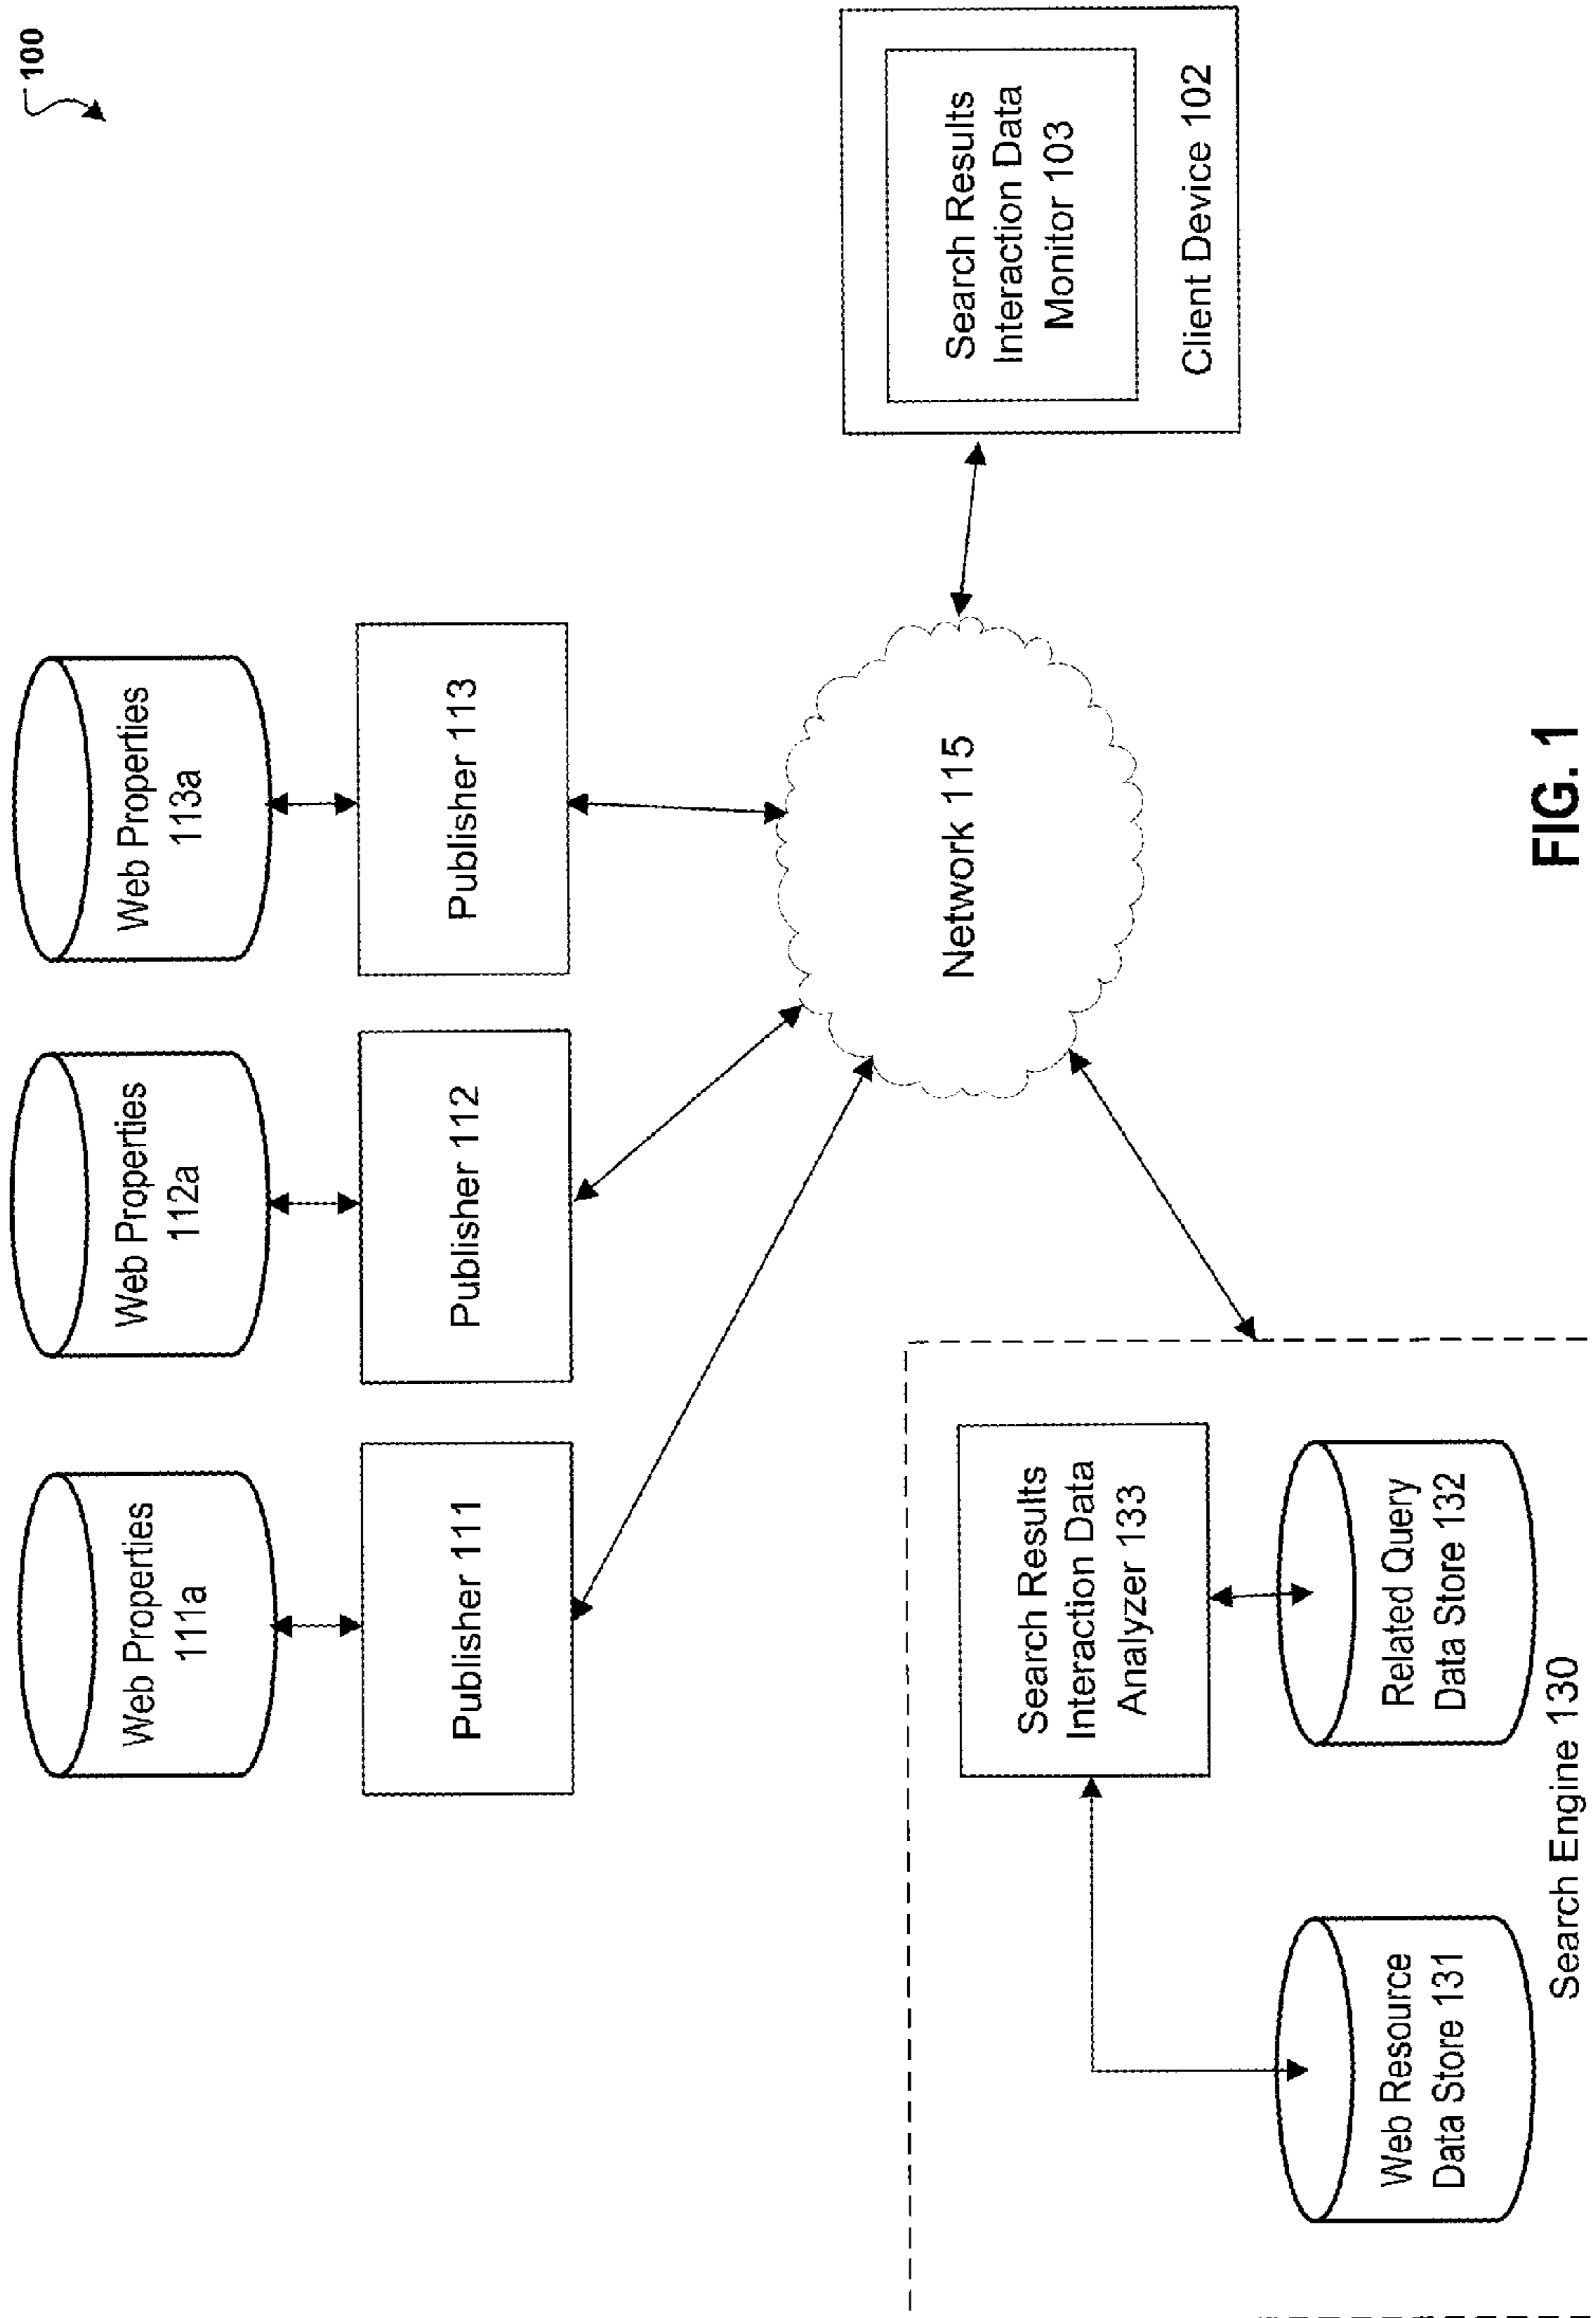 100
Web Properties
111a
Web Properties
112a
Web Properties
113a
Publisher 111
Publisher 112
Publisher 113
Network 115
Search Results
Interaction Data
Monitor 103
Client Device 102
Search Results
Interaction Data
Analyzer 133
Web Resource
Data Store 131
Related Query
Data Store 132
Search Engine 130
FIG. 1